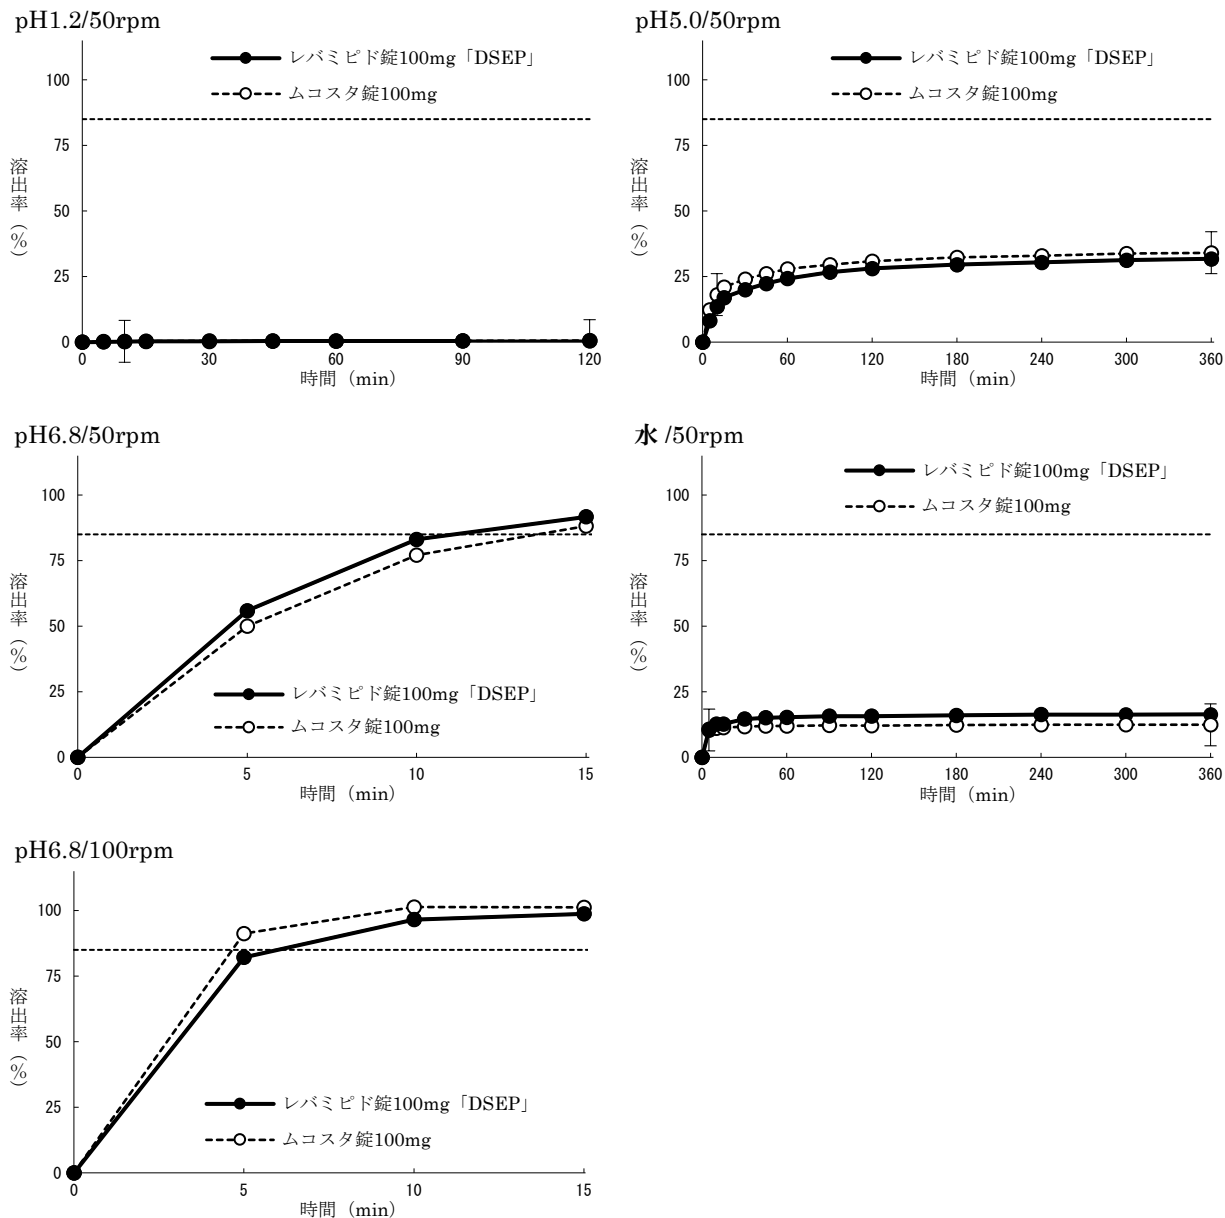 pH1.2/50rpm
レバミピド錠100mg「DSEP」
ムコスタ錠100mg
溶出率（%）
100
75
50
25
0
0 30 60 90 120
時間（min）
pH5.0/50rpm
レバミピド錠100mg「DSEP」
ムコスタ錠100mg
溶出率（%）
100
75
50
25
0
0 60 120 180 240 300 360
時間（min）
pH6.8/50rpm
溶出率（%）
100
75
50
25
0
レバミピド錠100mg「DSEP」
ムコスタ錠100mg
0 5 10 15
時間（min）
水 /50rpm
レバミピド錠100mg「DSEP」
ムコスタ錠100mg
溶出率（%）
100
75
50
25
0
0 60 120 180 240 300 360
時間（min）
pH6.8/100rpm
溶出率（%）
100
75
50
25
0
レバミピド錠100mg「DSEP」
ムコスタ錠100mg
0 5 10 15
時間（min）